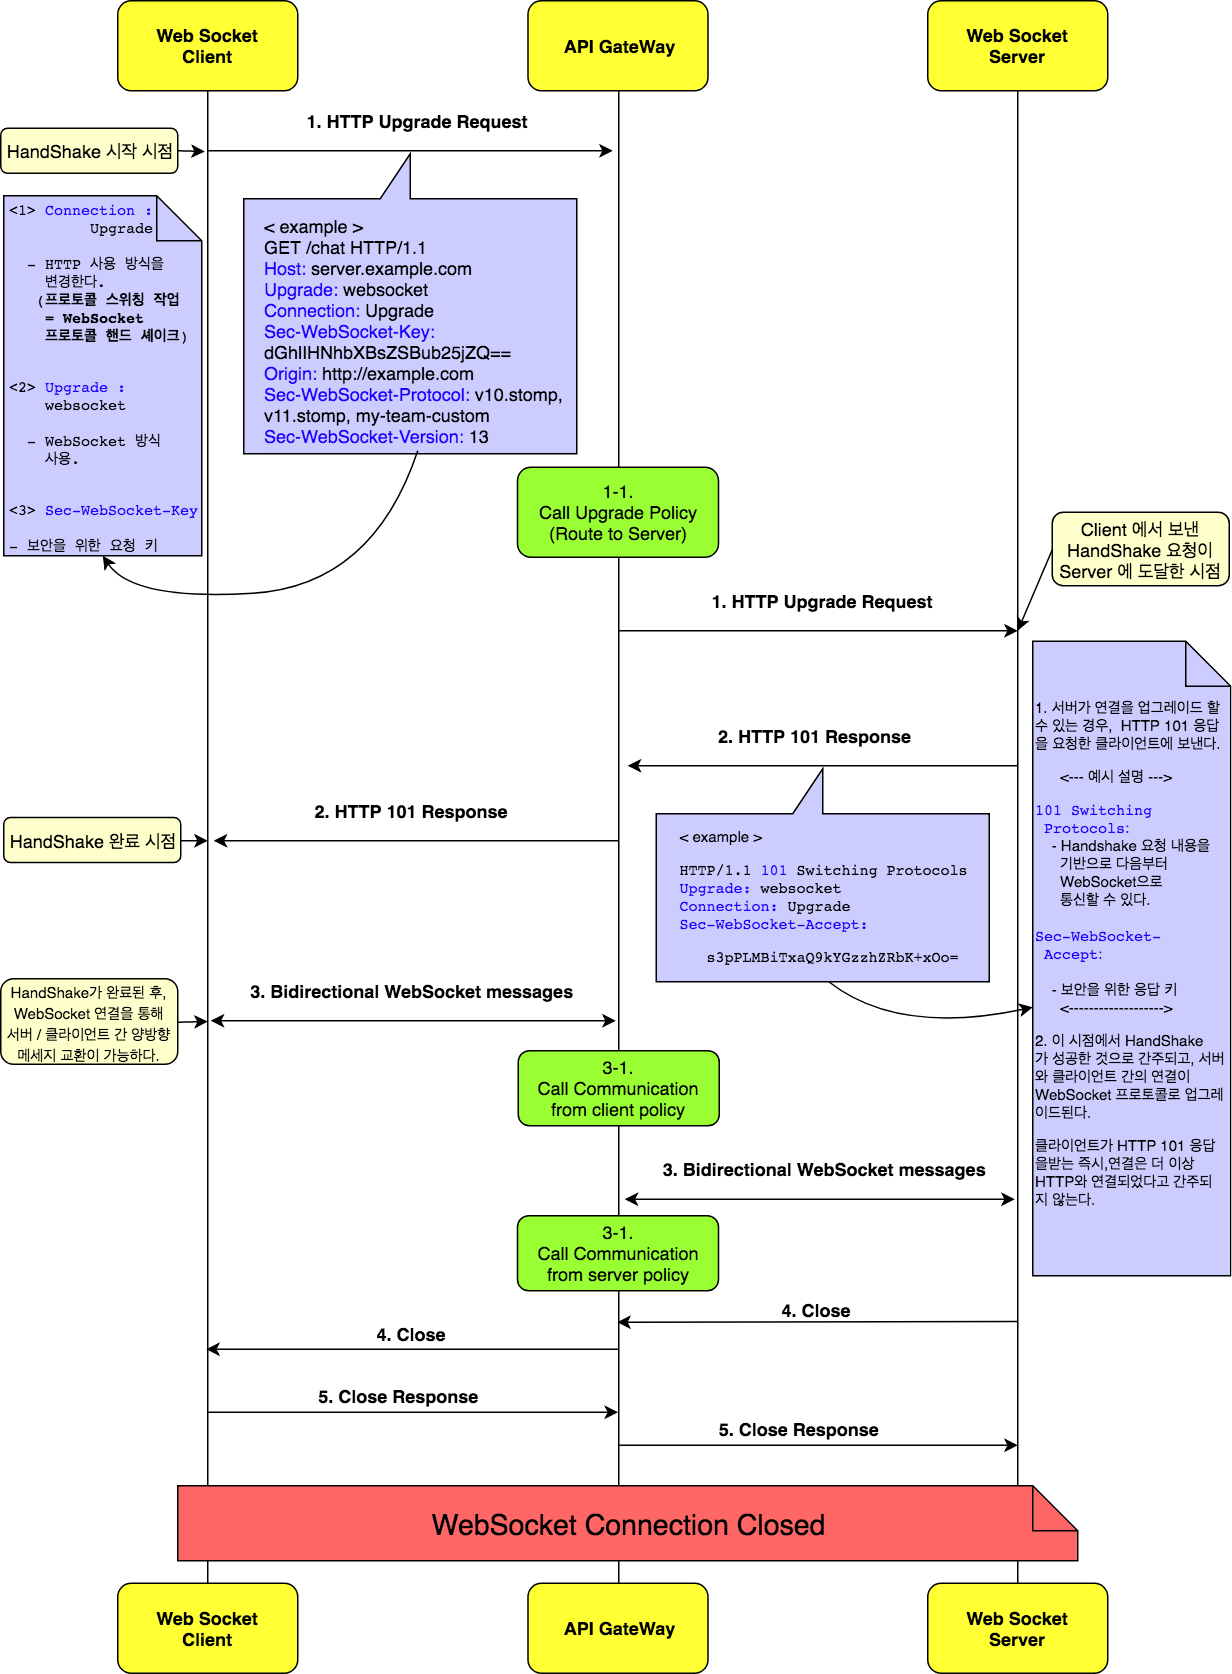 Web Socket
Client
API GateWay
Web Socket
Server
1. HTTP Upgrade Request
HandShake 시작 시점
<1> Connection :
Upgrade
- HTTP 사용 방식을
변경한다.
(프로토콜 스위칭 작업
= WebSocket
프로토콜 핸드 셰이크)
<2> Upgrade :
websocket
- WebSocket 방식
사용.
<3> Sec-WebSocket-Key
- 보안을 위한 요청 키
< example >
GET /chat HTTP/1.1
Host: server.example.com
Upgrade: websocket
Connection: Upgrade
Sec-WebSocket-Key:
dGhlIHNhbXBsZSBub25jZQ==
Origin: http://example.com
Sec-WebSocket-Protocol: v10.stomp,
v11.stomp, my-team-custom
Sec-WebSocket-Version: 13
1-1.
Call Upgrade Policy
(Route to Server)
Client 에서 보낸
HandShake 요청이
Server 에 도달한 시점
1. HTTP Upgrade Request
1. 서버가 연결을 업그레이드 할
수 있는 경우, HTTP 101 응답
을 요청한 클라이언트에 보낸다.
<--- 예시 설명 --->
101 Switching
Protocols:
- Handshake 요청 내용을
기반으로 다음부터
WebSocket으로
통신할 수 있다.
Sec-WebSocket-
Accept:
- 보안을 위한 응답 키
<------------------->
2. 이 시점에서 HandShake
가 성공한 것으로 간주되고, 서버
와 클라이언트 간의 연결이
WebSocket 프로토콜로 업그레
이드된다.
클라이언트가 HTTP 101 응답
을받는 즉시,연결은 더 이상
HTTP와 연결되었다고 간주되
지 않는다.
2. HTTP 101 Response
2. HTTP 101 Response
HandShake 완료 시점
< example >
HTTP/1.1 101 Switching Protocols
Upgrade: websocket
Connection: Upgrade
Sec-WebSocket-Accept:
s3pPLMBiTxaQ9kYGzzhZRbK+xOo=
HandShake가 완료된 후,
WebSocket 연결을 통해
서버 / 클라이언트 간 양방향
메세지 교환이 가능하다.
3. Bidirectional WebSocket messages
3-1.
Call Communication
from client policy
3. Bidirectional WebSocket messages
3-1.
Call Communication
from server policy
4. Close
4. Close
5. Close Response
5. Close Response
WebSocket Connection Closed
Web Socket
Client
API GateWay
Web Socket
Server